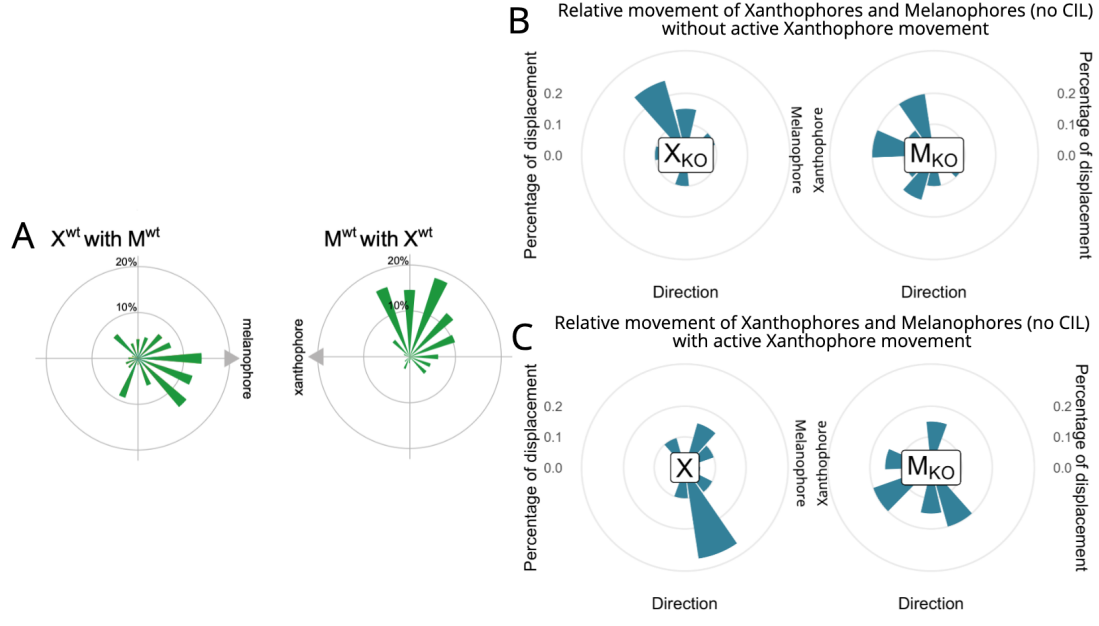 A
X^wt with M^wt
20%
10%
melanophore
M^wt with X^wt
20%
10%
xanthophore
B
Relative movement of Xanthophores and Melanophores (no CIL)
without active Xanthophore movement
Percentage of displacement
0.2
0.1
0.0
X_KO
Melanophore
Direction
Xanthophore
M_KO
0.2
0.1
0.0
Percentage of displacement
Direction
C
Relative movement of Xanthophores and Melanophores (no CIL)
with active Xanthophore movement
Percentage of displacement
0.2
0.1
0.0
X
Melanophore
Direction
Xanthophore
M_KO
0.2
0.1
0.0
Percentage of displacement
Direction